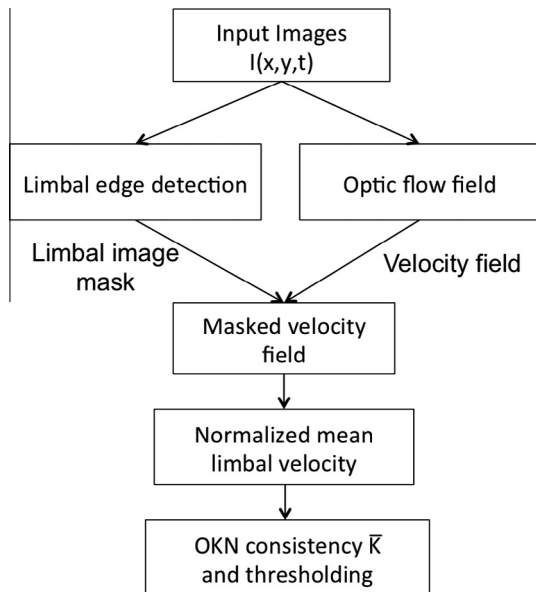 Input Images
I(x,y,t)
Limbal edge detection
Optic flow field
Limbal image
mask
Velocity field
Masked velocity
field
Normalized mean
limbal velocity
OKN consistency K̅
and thresholding